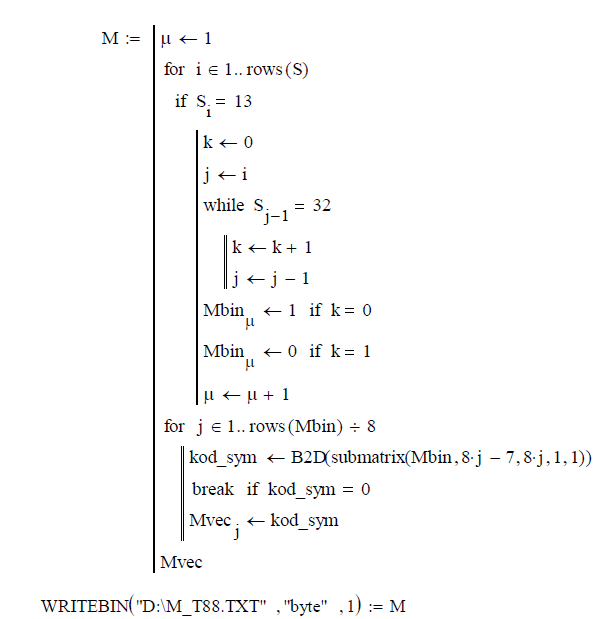 M := μ ← 1
for i ∈ 1.. rows(S)
if S_i = 13
k ← 0
j ← i
while S_{j−1} = 32
k ← k + 1
j ← j − 1
Mbin_μ ← 1 if k = 0
Mbin_μ ← 0 if k = 1
μ ← μ + 1
for j ∈ 1.. rows(Mbin) ÷ 8
kod_sym ← B2D(submatrix(Mbin, 8·j − 7, 8·j, 1, 1))
break if kod_sym = 0
Mvec_j ← kod_sym
Mvec
WRITEBIN("D:\M_T88.TXT" , "byte" , 1) := M